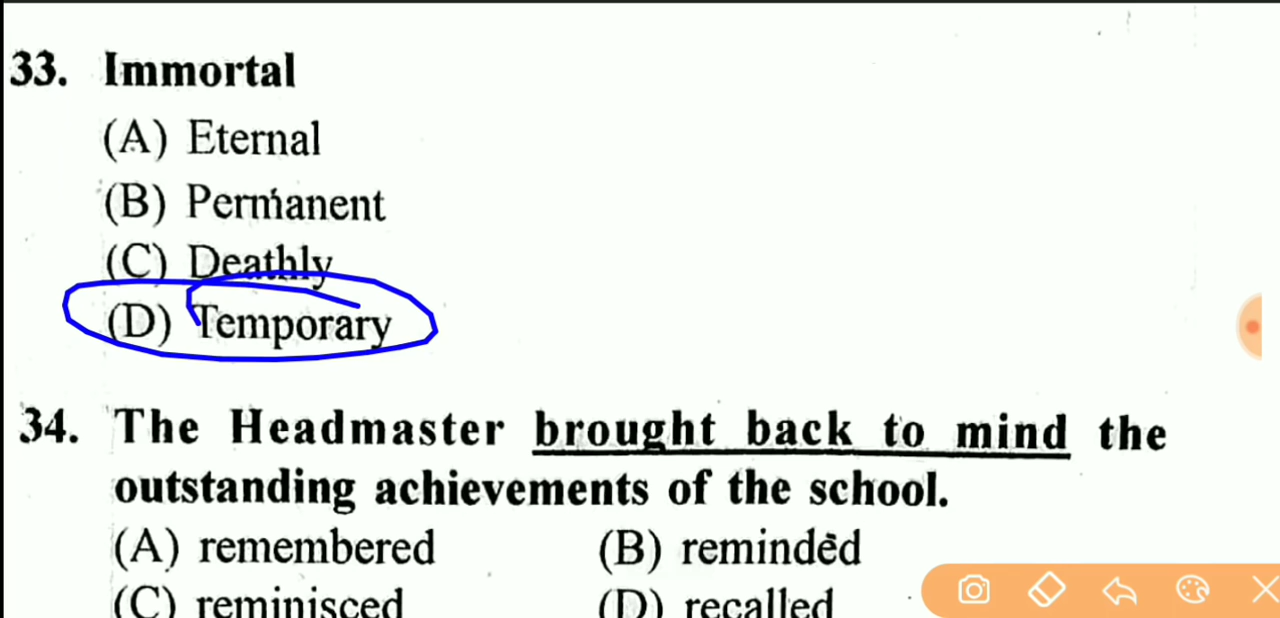 33. Immortal
(A) Eternal
(B) Permanent
(C) Deathly
(D) Temporary
34. The Headmaster brought back to mind the
outstanding achievements of the school.
(A) remembered (B) reminded
(C) reminisced (D) recalled